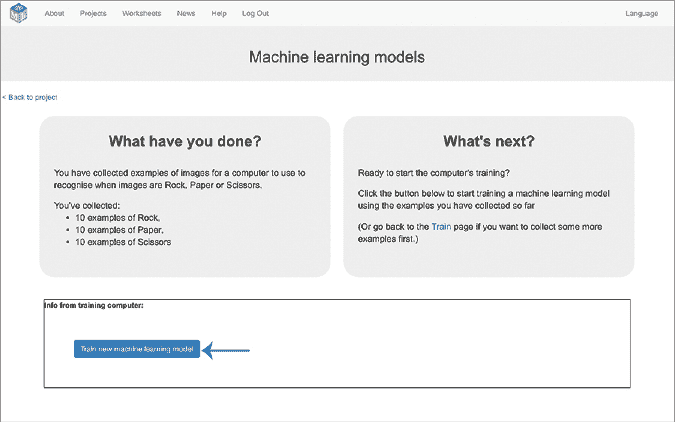 About Projects Worksheets News Help Log Out Language
Machine learning models
< Back to project
What have you done?
You have collected examples of images for a computer to use to
recognise when images are Rock, Paper or Scissors.
You've collected:
• 10 examples of Rock,
• 10 examples of Paper,
• 10 examples of Scissors
What's next?
Ready to start the computer's training?
Click the button below to start training a machine learning model
using the examples you have collected so far
(Or go back to the Train page if you want to collect some more
examples first.)
Info from training computer:
Train new machine learning model